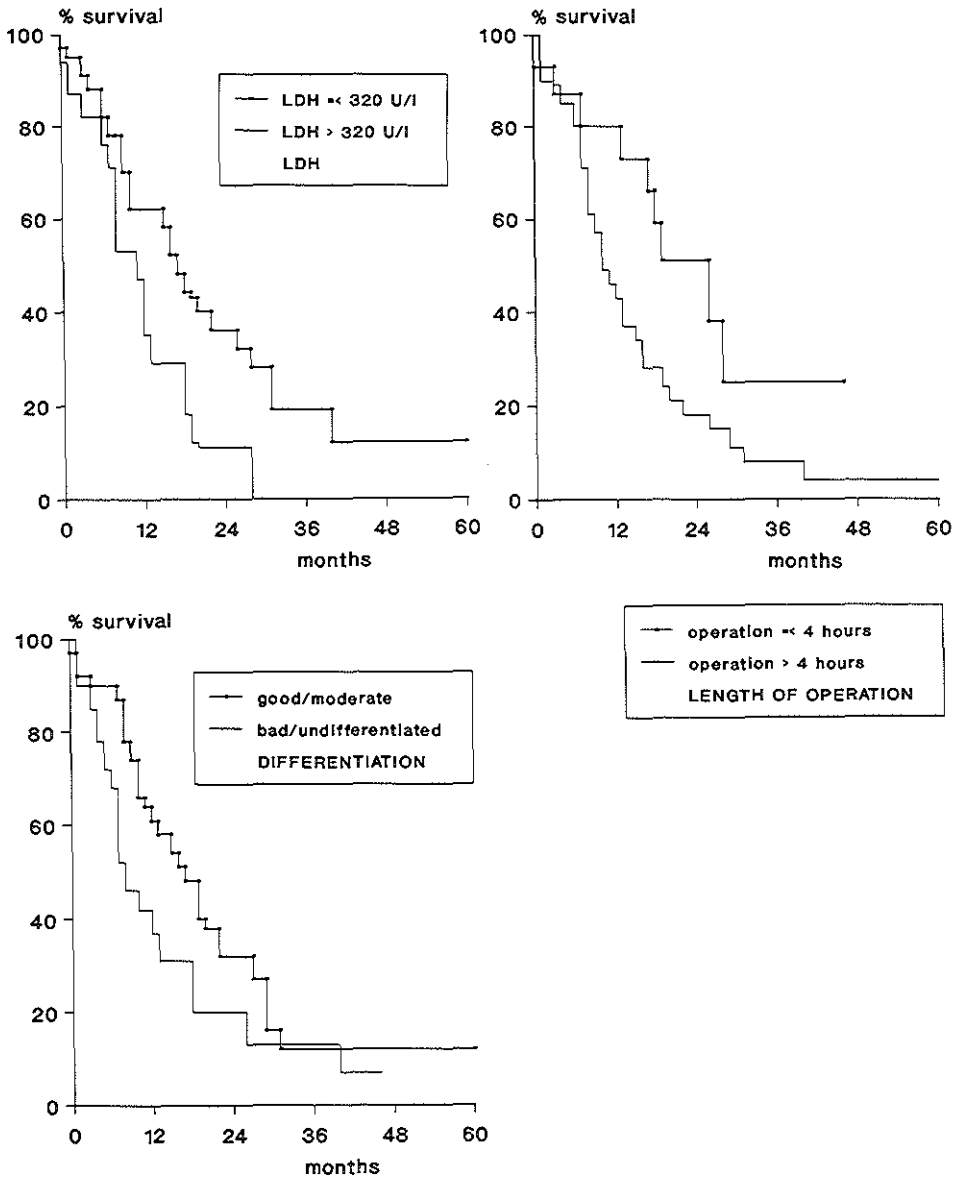 % survival
100
80
60
40
20
0
0 12 24 36 48 60
months
LDH =< 320 U/l
LDH > 320 U/l
LDH
% survival
100
80
60
40
20
0
0 12 24 36 48 60
months
operation =< 4 hours
operation > 4 hours
LENGTH OF OPERATION
% survival
100
80
60
40
20
0
0 12 24 36 48 60
months
good/moderate
bad/undifferentiated
DIFFERENTIATION